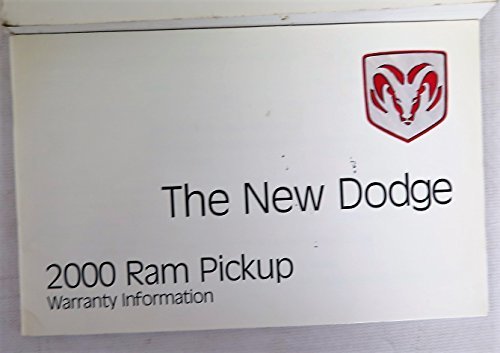 The New Dodge
2000 Ram Pickup
Warranty Information